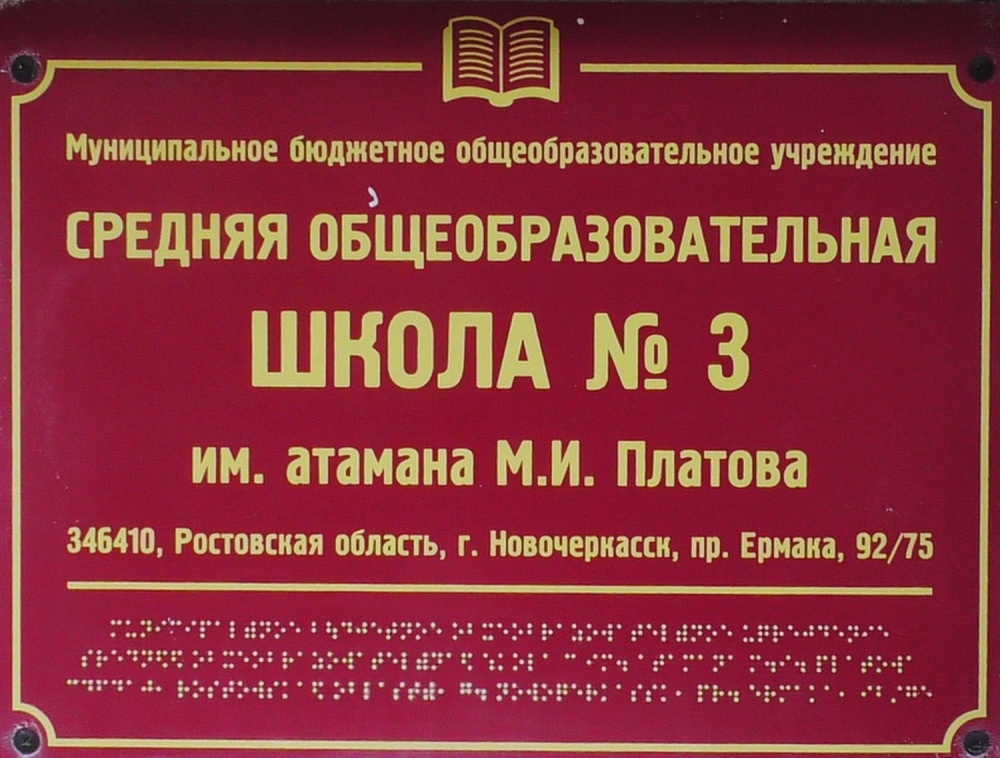 Муниципальное бюджетное общеобразовательное учреждение
СРЕДНЯЯ ОБЩЕОБРАЗОВАТЕЛЬНАЯ
ШКОЛА № 3
им. атамана М.И. Платова
346410, Ростовская область, г. Новочеркасск, пр. Ермака, 92/75